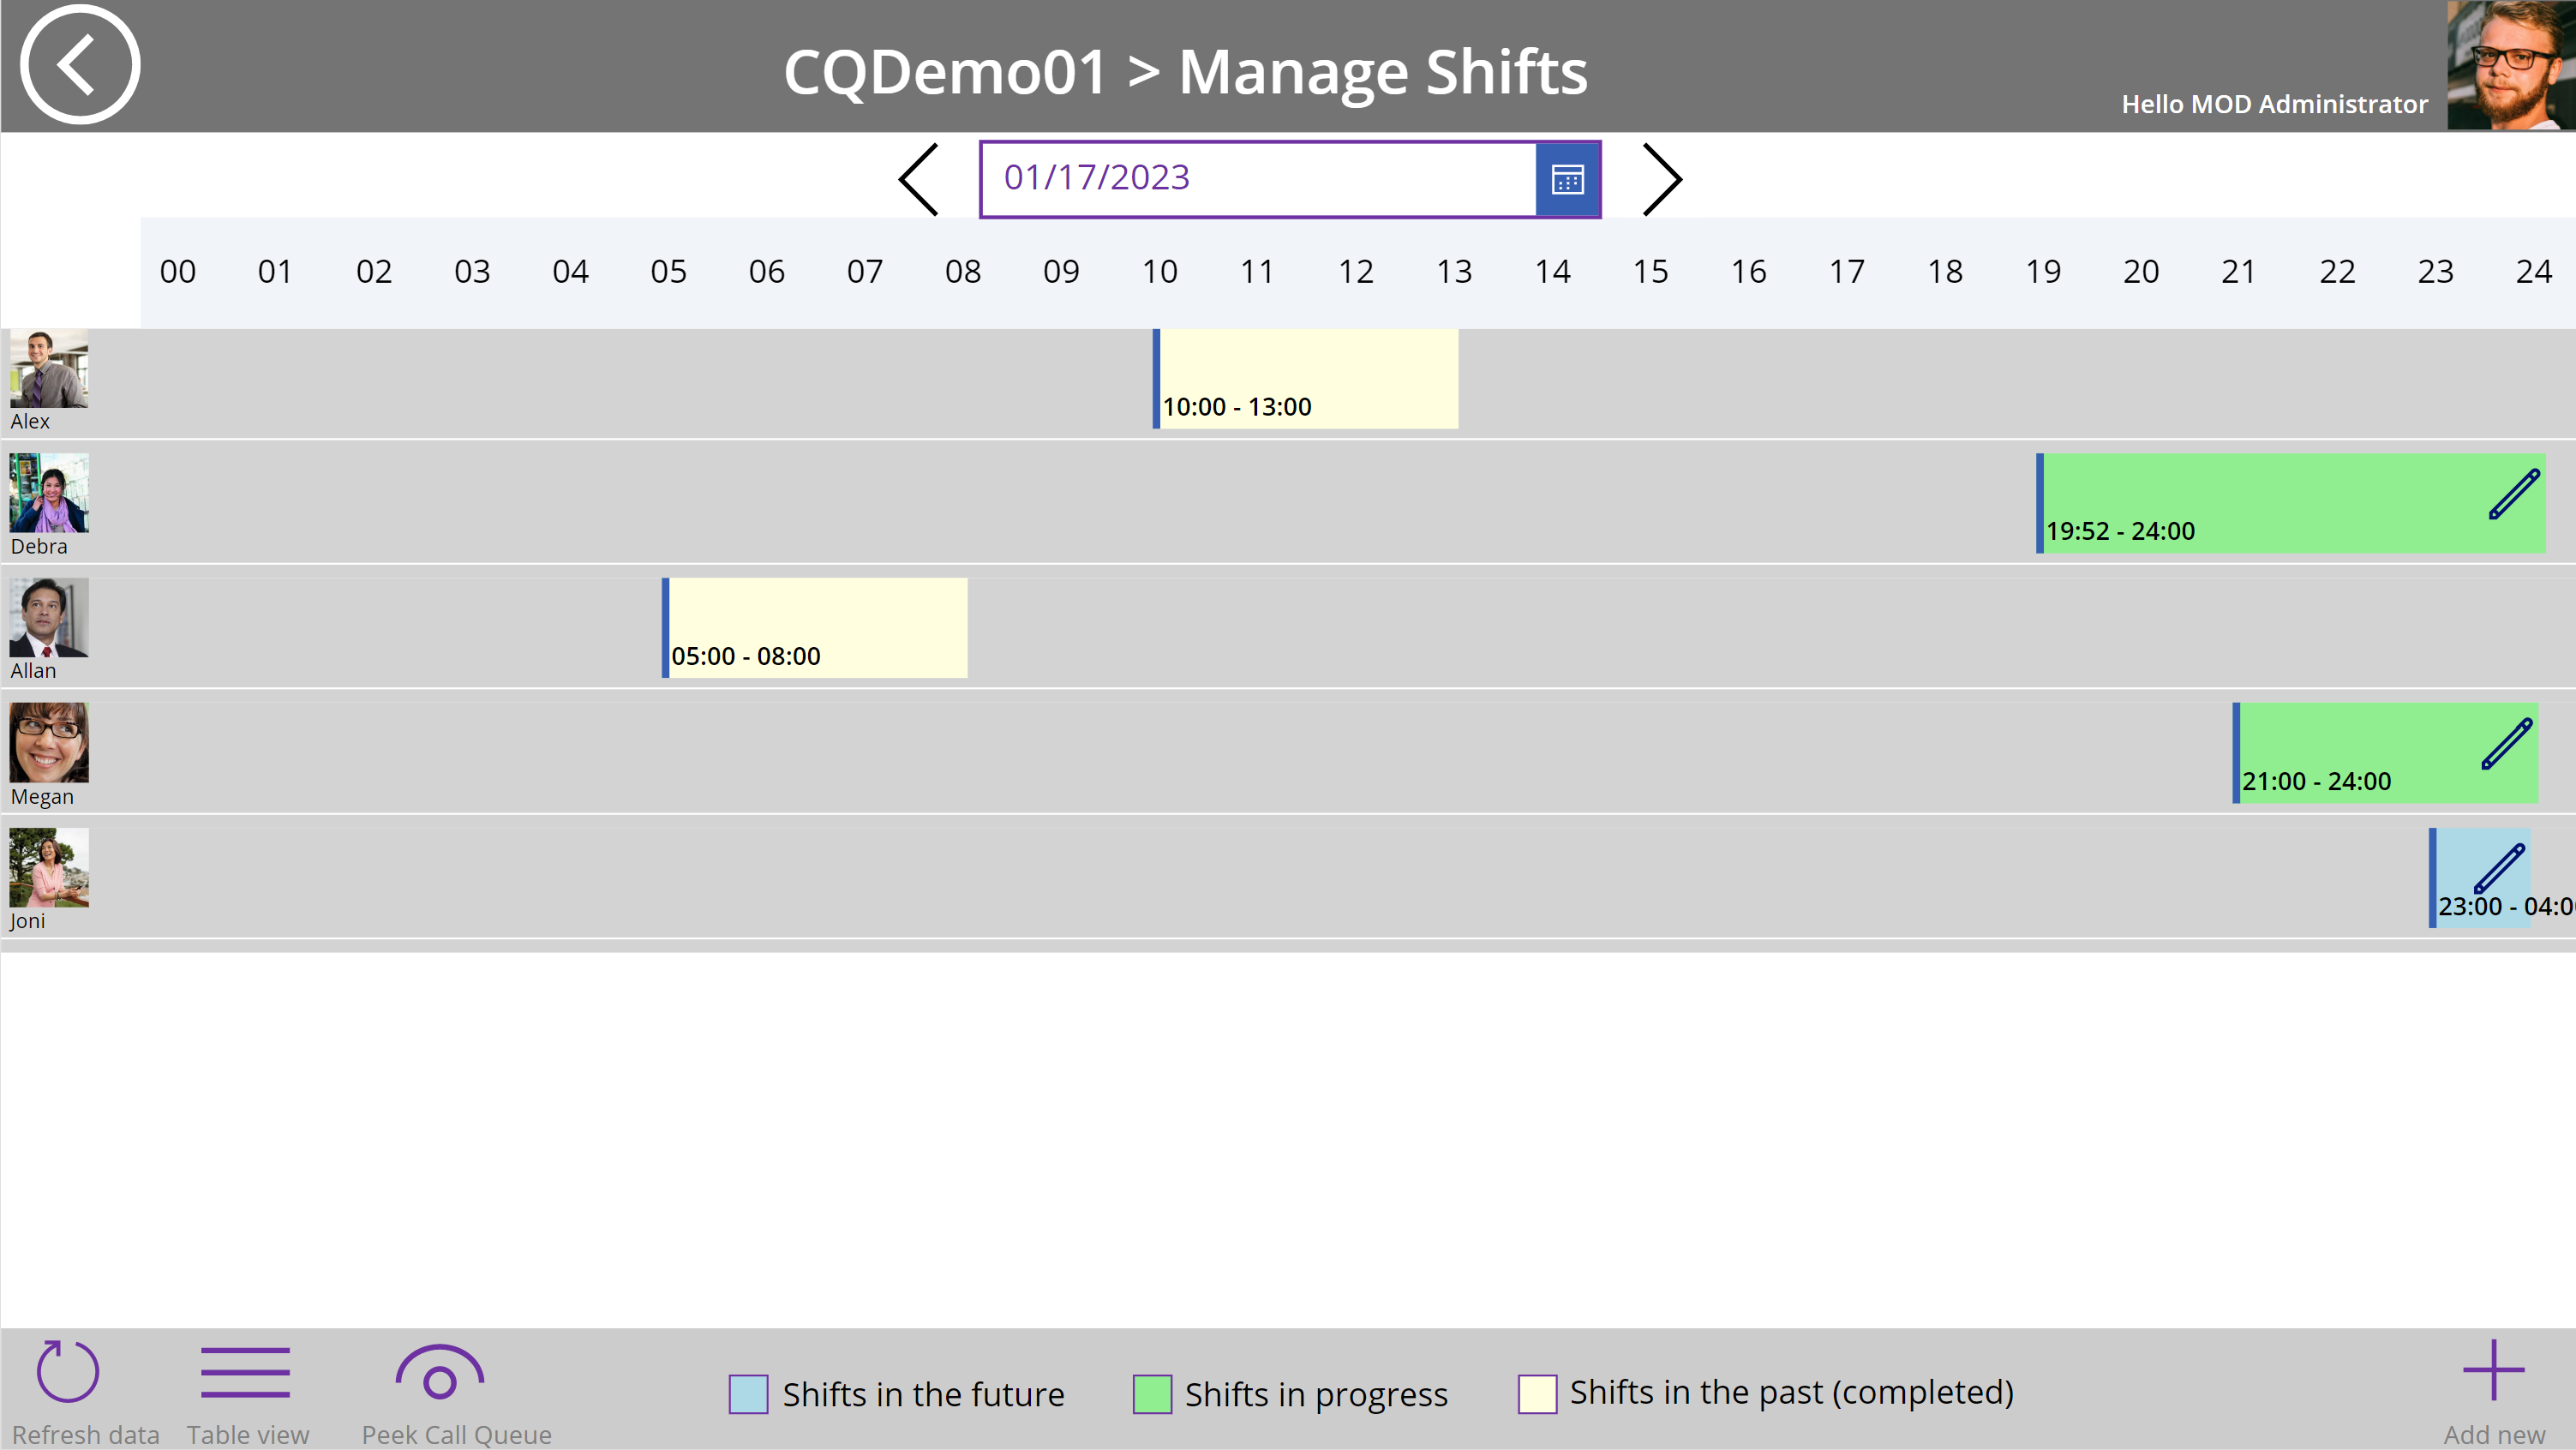 CQDemo01 > Manage Shifts
Hello MOD Administrator
01/17/2023
00 01 02 03 04 05 06 07 08 09 10 11 12 13 14 15 16 17 18 19 20 21 22 23 24
Alex
10:00 - 13:00
Debra
19:52 - 24:00
Allan
05:00 - 08:00
Megan
21:00 - 24:00
Joni
23:00 - 04:0
Refresh data
Table view
Peek Call Queue
Shifts in the future
Shifts in progress
Shifts in the past (completed)
Add new